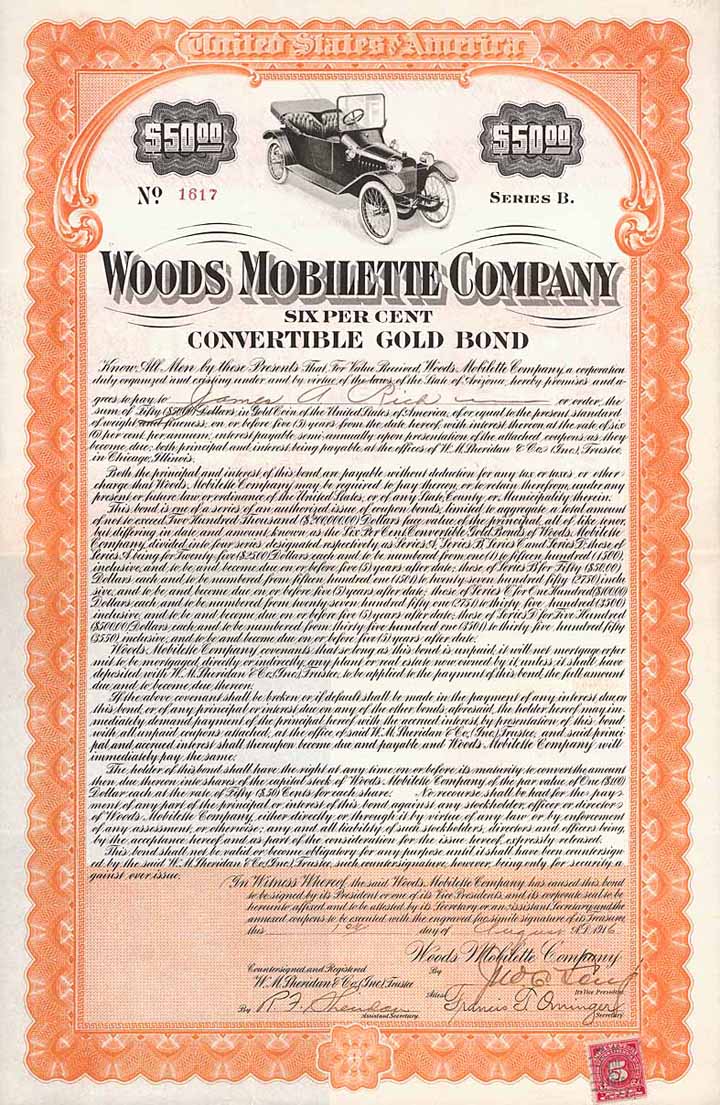 United States of America
$50.00 $50.00
F
No. 1617 SERIES B.
WOODS MOBILETTE COMPANY
SIX PER CENT
CONVERTIBLE GOLD BOND
Know All Men by these Presents That, For Value Received, Woods Mobilette Company, a corporation
duly organized and existing under and by virtue of the laws of the State of Arizona, hereby promises and a-
grees to pay to James A Rich or order, the
sum of Fifty ($50.00) Dollars, in Gold Coin of the United States of America, of or equal to the present standard
of weight and fineness, on or before five (5) years from the date hereof with interest thereon at the rate of six
(6) per cent per annum, interest payable semi-annually upon presentation of the attached coupons as they
become due; both principal and interest being payable at the offices of W.M. Sheridan & Co. (Inc.) Trustee,
in Chicago, Illinois.
Both the principal and interest of this bond are payable without deduction for any tax or taxes or other
charge that Woods Mobilette Company may be required to pay thereon, or to retain therefrom, under any
present or future law, or ordinance of the United States, or of any State, County or Municipality therein.
This bond is one of a series of an authorized issue of coupon bonds, limited to aggregate a total amount
of not to exceed Two Hundred Thousand ($200,000.00) Dollars face value of the principal, all of like tenor,
but differing in date and amount, known as the Six Per Cent Convertible Gold Bonds of Woods Mobilette
Company, divided into four series designated respectively as Series A, Series B, Series C and Series D; those of
Series A being for Twenty five ($25.00) Dollars each and to be numbered from one (1) to fifteen hundred (1500),
inclusive, and to be and become due on or before five (5) years after date; those of Series B for Fifty ($50.00)
Dollars each and to be numbered from fifteen hundred one (1501) to twenty seven hundred fifty (2750) inclu-
sive, and to be and become due on or before five (5) years after date; those of Series C for One Hundred ($100.00)
Dollars each, and to be numbered from twenty seven hundred fifty one (2751) to thirty five hundred (3500)
inclusive, and to be and become due on or before five (5) years after date; those of Series D for Five Hundred
($500.00) Dollars each and to be numbered from thirty five hundred one (3501) to thirty five hundred fifty
(3550), inclusive, and to be and become due on or before five (5) years after date.
Woods Mobilette Company covenants that so long as this bond is unpaid, it will not mortgage or per-
mit to be mortgaged directly or indirectly any plant or real estate now owned by it, unless it shall have
deposited with W.M. Sheridan & Co. (Inc.) Trustee, to be applied to the payment of this bond, the full amount
due and to become due thereon.
If the above covenant shall be broken, or if default shall be made in the payment of any interest due on
this bond, or of any principal or interest due on any of the other bonds aforesaid, the holder hereof may im-
mediately demand payment of the principal hereof with the accrued interest by presentation of this bond
with all unpaid coupons attached, at the office of said W.M. Sheridan & Co. (Inc.) Trustee, and said princi-
pal and accrued interest shall thereupon become due and payable and Woods Mobilette Company will
immediately pay the same.
The holder of this bond shall have the right at any time on or before its maturity to convert the amount
then due thereon into shares of the capital stock of Woods Mobilette Company of the par value of One ($1.00)
Dollar each at the rate of Fifty ($.50) Cents for each share. No recourse shall be had for the pay-
ment of any part of the principal or interest of this bond against any stockholder, officer or directors
of Woods Mobilette Company, either directly or through it by virtue of any law or by enforcement
of any assessment, or otherwise; any and all liability of such stockholders, directors and officers being,
by the acceptance hereof and as part of the consideration for the issue hereof, expressly released.
This bond shall not be valid or become obligatory for any purpose until it shall have been countersign-
ed by the said W.M. Sheridan & Co. (Inc.) Trustee, such countersignature, however, being only for security a-
gainst over issue.
In Witness Whereof, the said Woods Mobilette Company has caused this bond
to be signed by its President or one of its Vice Presidents and its corporate seal to be
hereunto affixed and to be attested by its Secretary or an Assistant Secretary and the
annexed coupons to be executed with the engraved fac simile signature of its Treasurer,
this 1st day of August A.D. 1916
Woods Mobilette Company
Countersigned and Registered By
W.M. Sheridan & Co. (Inc.) Trustee Its Vice President
By R. F. Sheridan Attest Francis T. Ominger
Assistant Secretary. Secretary
5